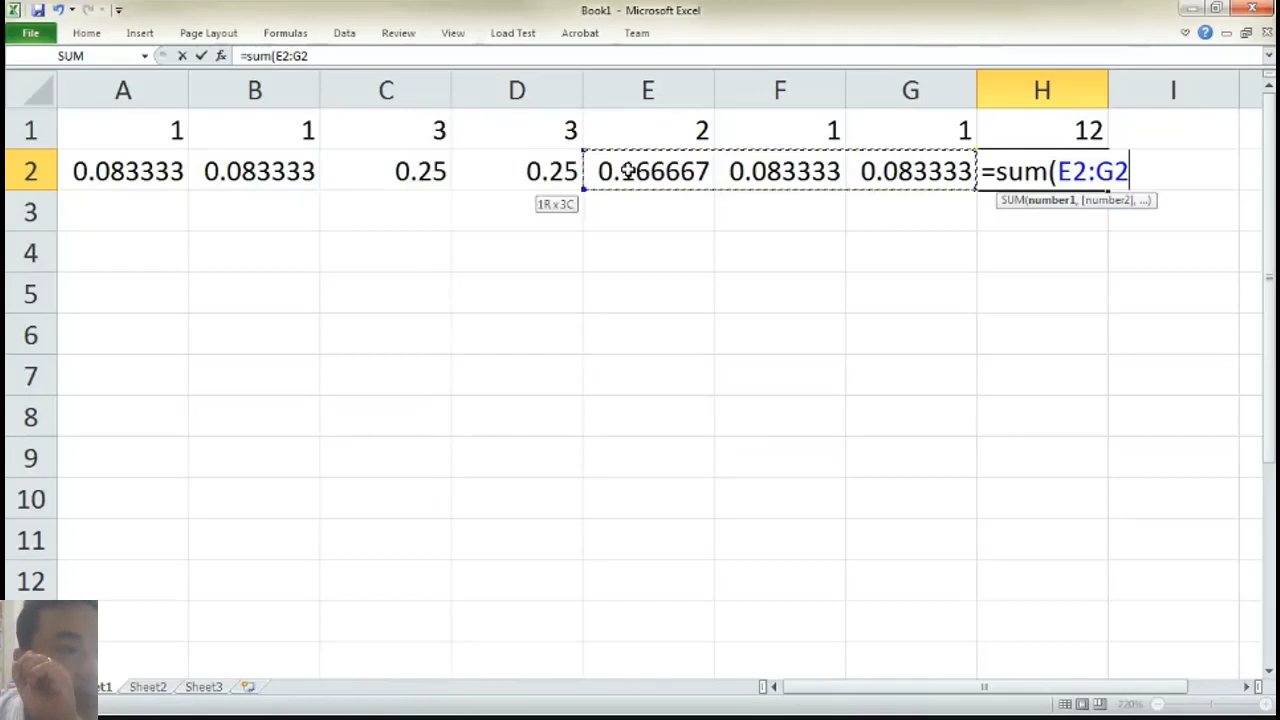 Book1 - Microsoft Excel
File Home Insert Page Layout Formulas Data Review View Load Test Acrobat Team
SUM fx =sum(E2:G2
A B C D E F G H I
1 1 1 3 3 2 1 1 12
2 0.083333 0.083333 0.25 0.25 0.166667 0.083333 0.083333 =sum(E2:G2
3 1R x 3C SUM(number1, [number2], ...)
4
5
6
7
8
9
10
11
12
Sheet2 Sheet3